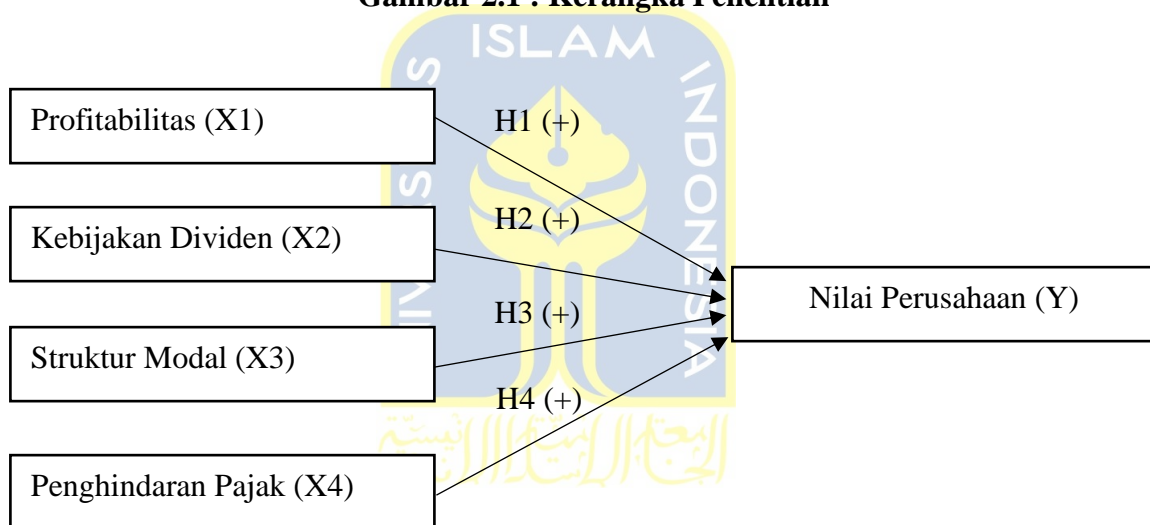 Gambar 2.1 : Kerangka Penelitian
ISLAM
INDONESIA
Profitabilitas (X1)
H1 (+)
Kebijakan Dividen (X2)
H2 (+)
Nilai Perusahaan (Y)
Struktur Modal (X3)
H3 (+)
H4 (+)
Penghindaran Pajak (X4)